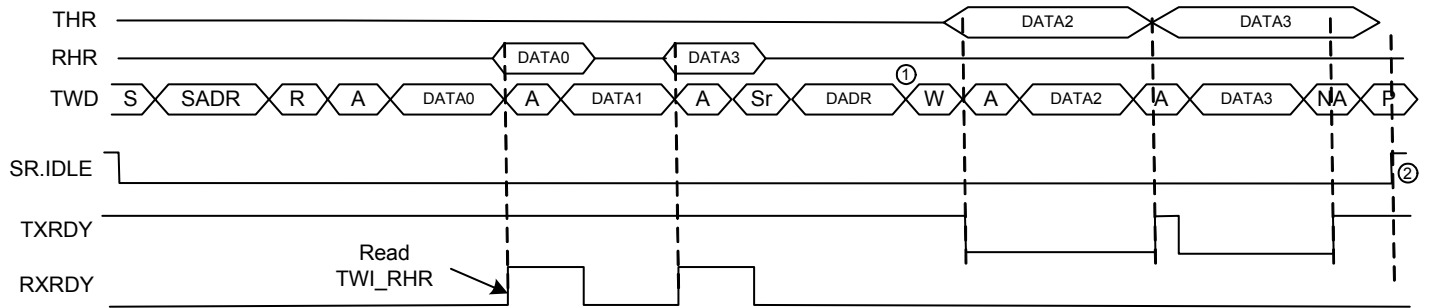 THR DATA2 DATA3
RHR DATA0 DATA3
①
TWD S SADR R A DATA0 A DATA1 A Sr DADR W A DATA2 A DATA3 NA P
SR.IDLE
②
TXRDY
Read
TWI_RHR
RXRDY